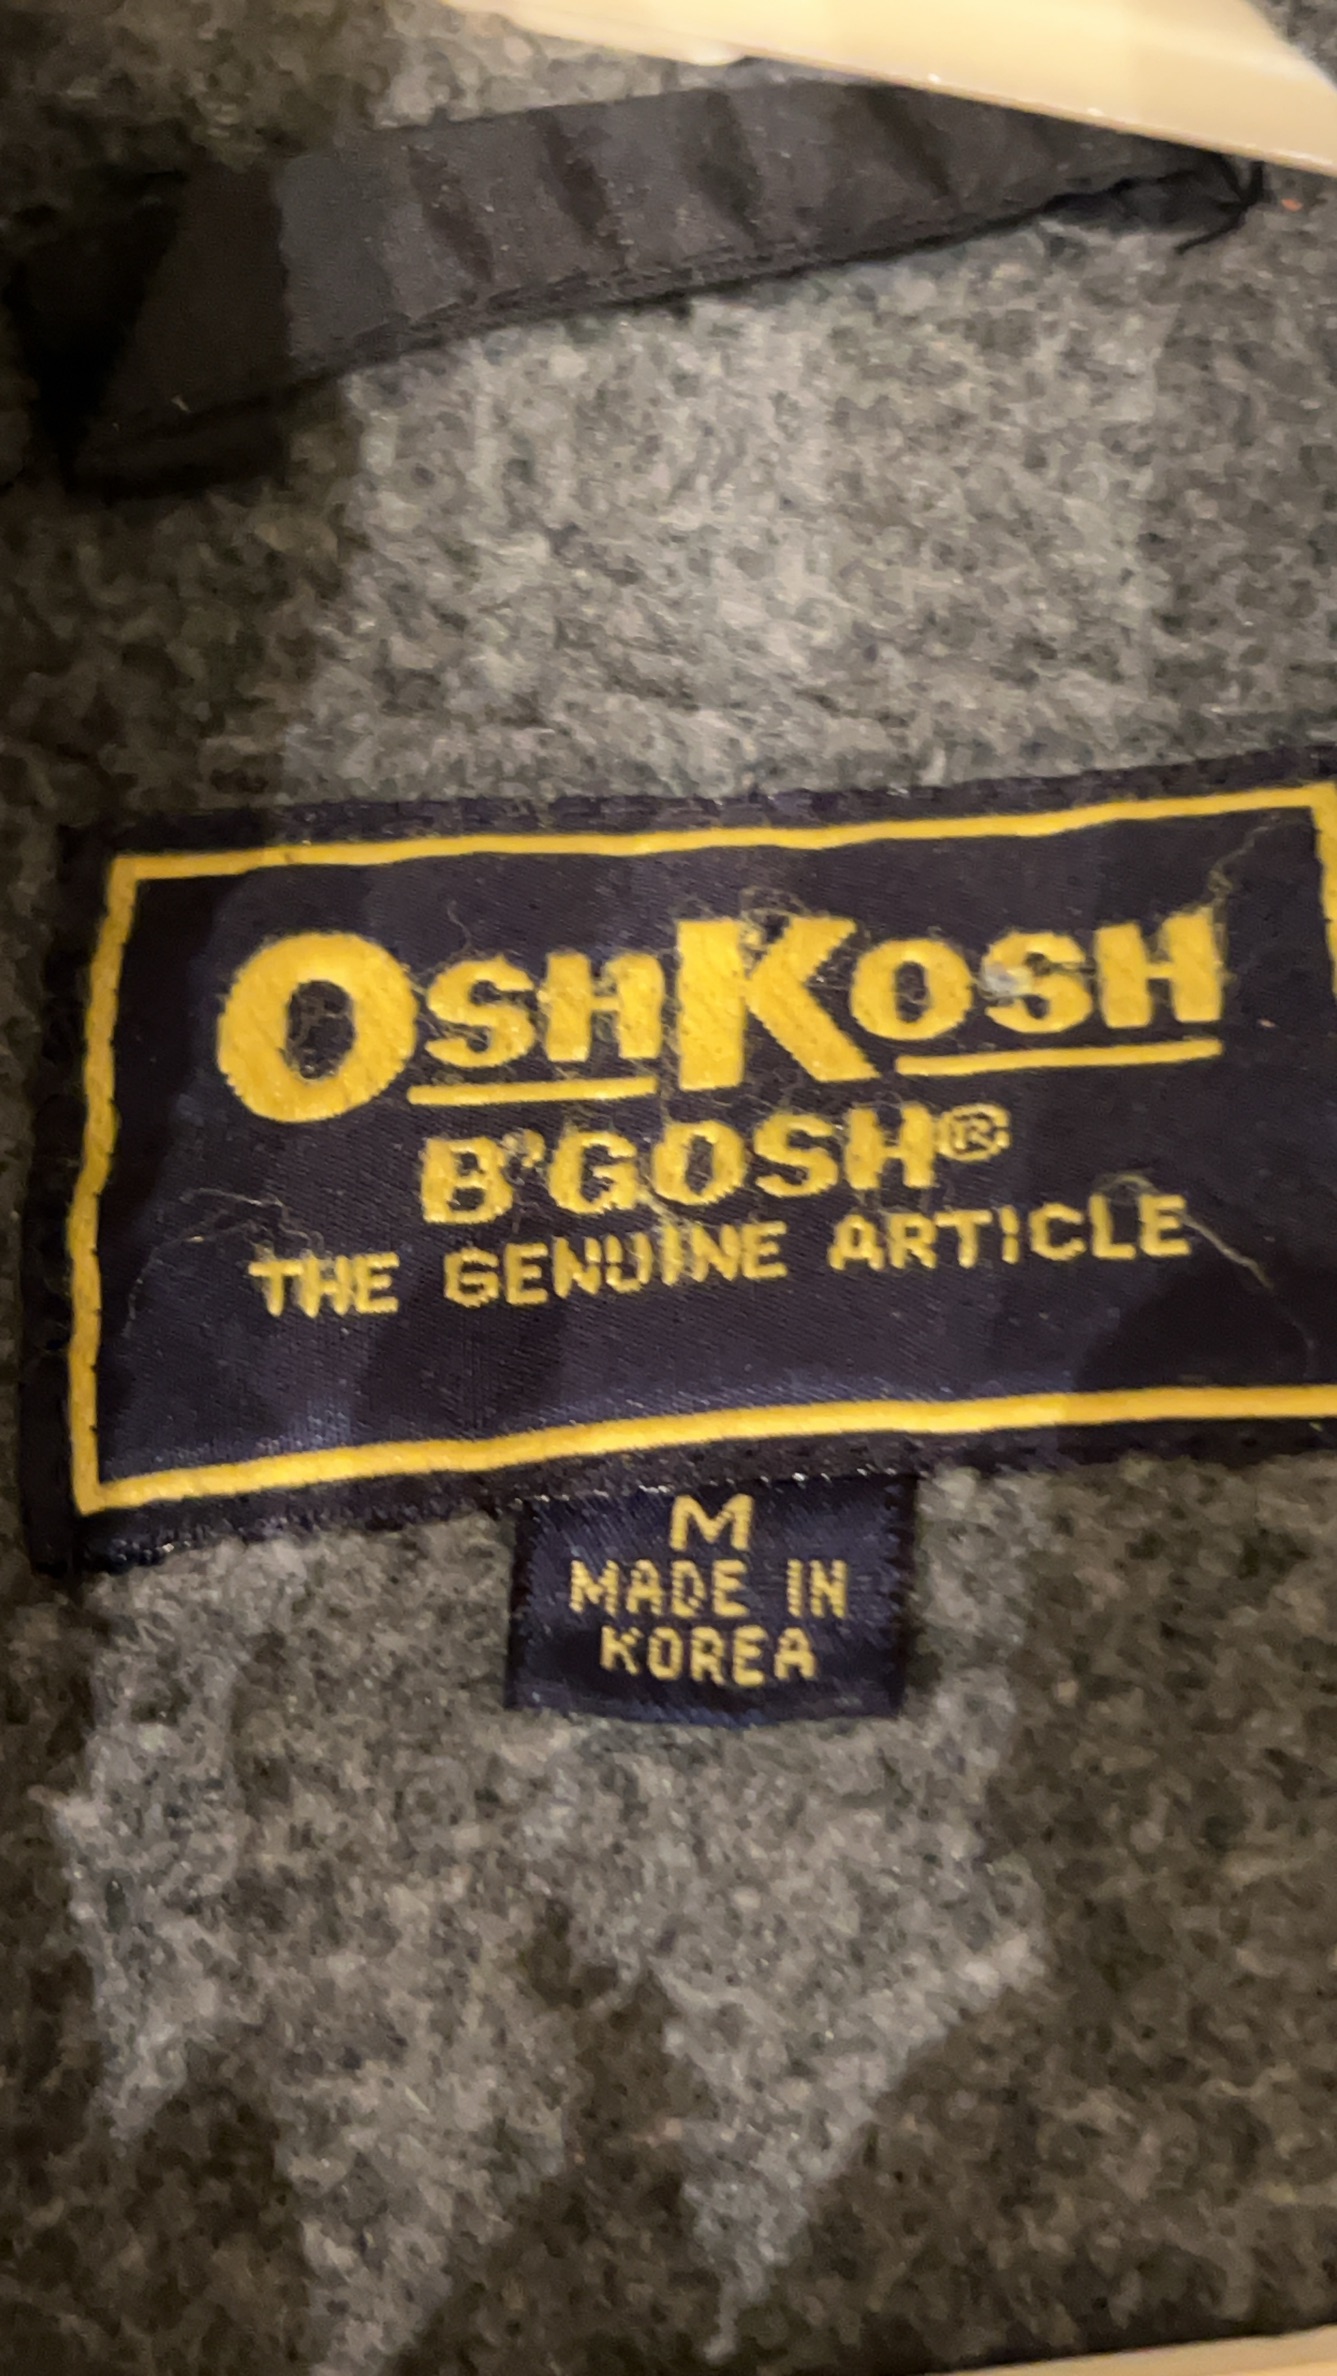 OSHKOSH
B'GOSH®
THE GENUINE ARTICLE
M
MADE IN
KOREA